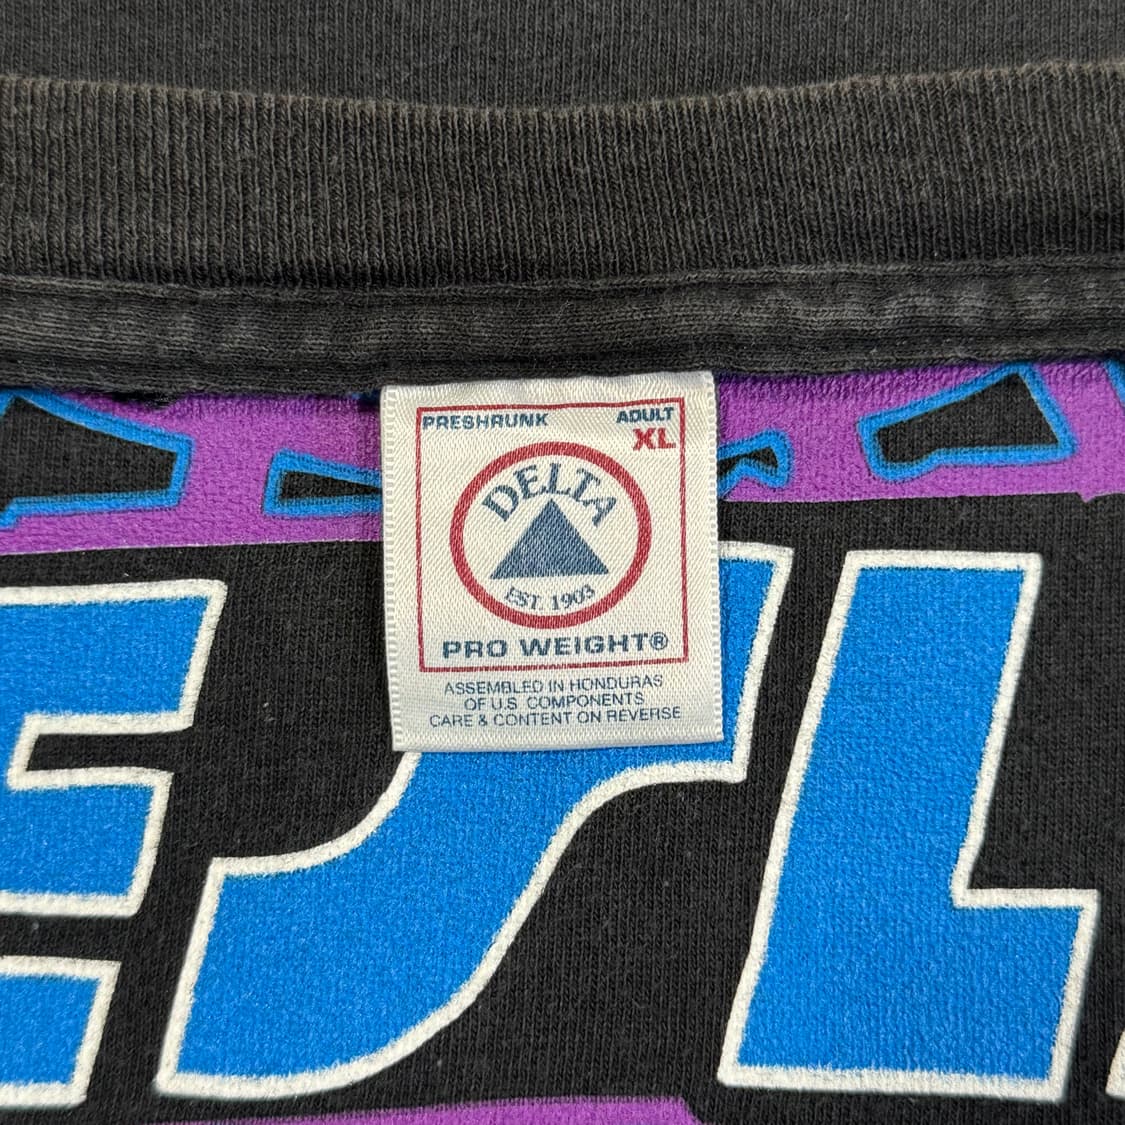 PRESHRUNK
ADULT
XL
DELTA
EST. 1903
PRO WEIGHT®
ASSEMBLED IN HONDURAS
OF U.S COMPONENTS
CARE & CONTENT ON REVERSE